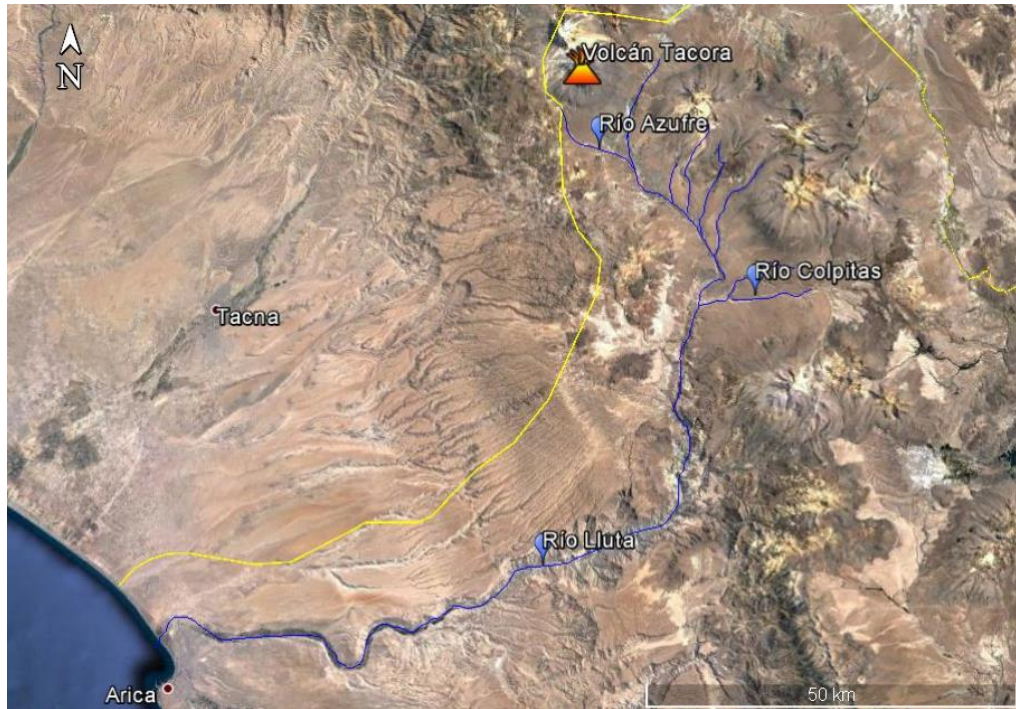 N
Volcán Tacora
Río Azufre
Río Colpitas
Tacna
Río Lluta
Arica
50 km